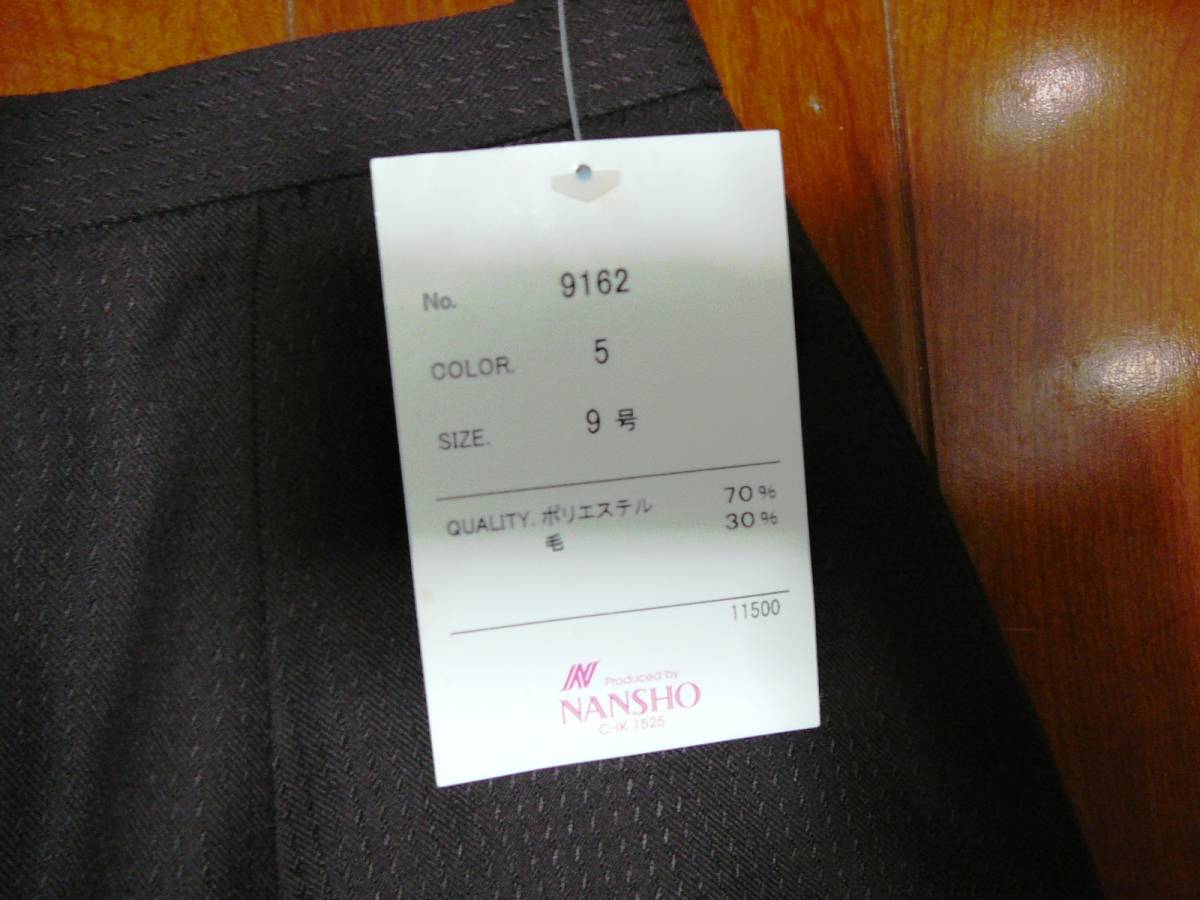 No. 9162
COLOR. 5
SIZE. 9 号
QUALITY. ポリエステル 70%
毛 30%
11500
N Produced by
NANSHO
C-IK 1525